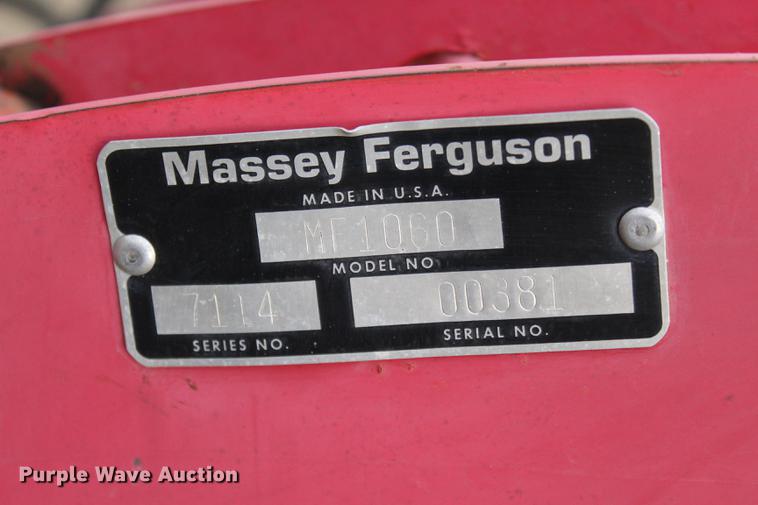 Massey Ferguson
MADE IN U.S.A.
MF1060
MODEL NO
7114
00381
SERIES NO.
SERIAL NO.
Purple Wave Auction